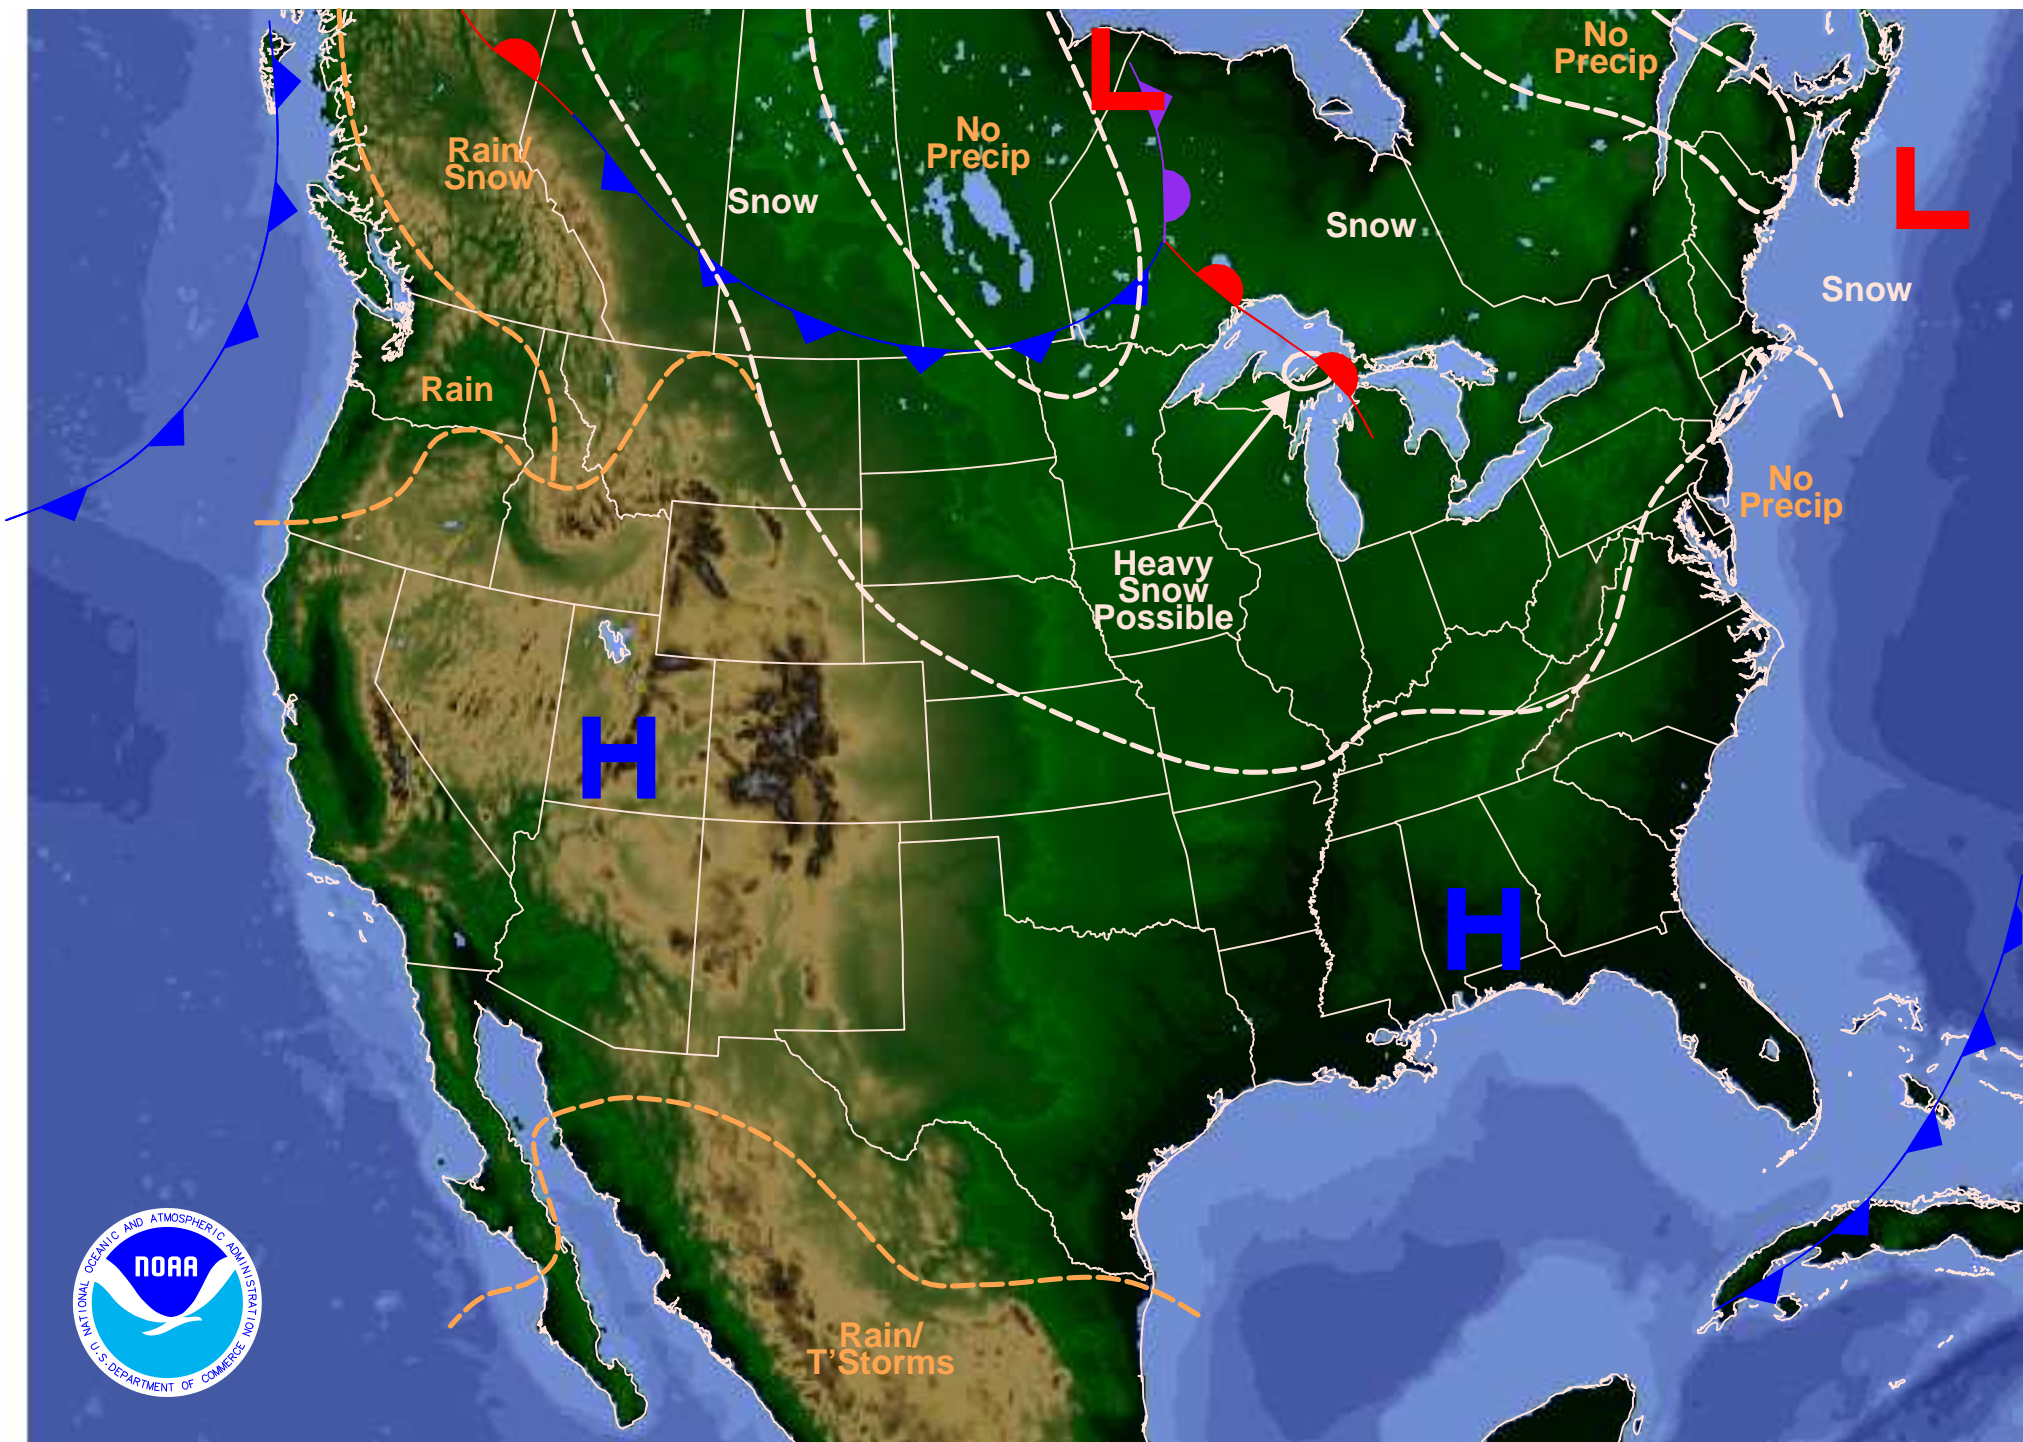 No
Precip
L
Rain/
Snow
No
Precip
Snow
Snow
L
Snow
Rain
No
Precip
Heavy
Snow
Possible
H
H
NATIONAL OCEANIC AND ATMOSPHERIC ADMINISTRATION
NOAA
U.S. DEPARTMENT OF COMMERCE
Rain/
T'Storms